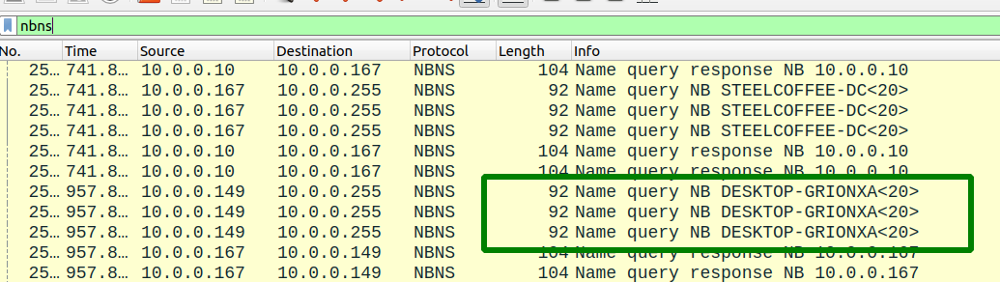 nbns
No. Time Source Destination Protocol Length Info
25… 741.8… 10.0.0.10 10.0.0.167 NBNS 104 Name query response NB 10.0.0.10
25… 741.8… 10.0.0.167 10.0.0.255 NBNS 92 Name query NB STEELCOFFEE-DC<20>
25… 741.8… 10.0.0.167 10.0.0.255 NBNS 92 Name query NB STEELCOFFEE-DC<20>
25… 741.8… 10.0.0.167 10.0.0.255 NBNS 92 Name query NB STEELCOFFEE-DC<20>
25… 741.8… 10.0.0.10 10.0.0.167 NBNS 104 Name query response NB 10.0.0.10
25… 741.8… 10.0.0.10 10.0.0.167 NBNS 104 Name query response NB 10.0.0.10
25… 957.8… 10.0.0.149 10.0.0.255 NBNS 92 Name query NB DESKTOP-GRIONXA<20>
25… 957.8… 10.0.0.149 10.0.0.255 NBNS 92 Name query NB DESKTOP-GRIONXA<20>
25… 957.8… 10.0.0.149 10.0.0.255 NBNS 92 Name query NB DESKTOP-GRIONXA<20>
25… 957.8… 10.0.0.167 10.0.0.149 NBNS 104 Name query response NB 10.0.0.167
25… 957.8… 10.0.0.167 10.0.0.149 NBNS 104 Name query response NB 10.0.0.167